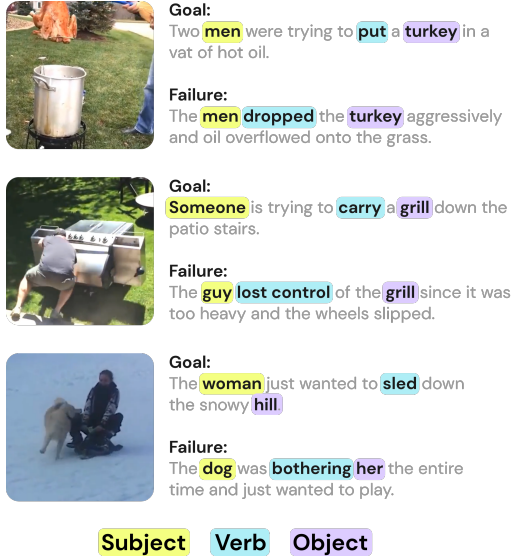 Goal:
Two men were trying to put a turkey in a
vat of hot oil.
Failure:
The men dropped the turkey aggressively
and oil overflowed onto the grass.
Goal:
Someone is trying to carry a grill down the
patio stairs.
Failure:
The guy lost control of the grill since it was
too heavy and the wheels slipped.
Goal:
The woman just wanted to sled down
the snowy hill.
Failure:
The dog was bothering her the entire
time and just wanted to play.
Subject Verb Object